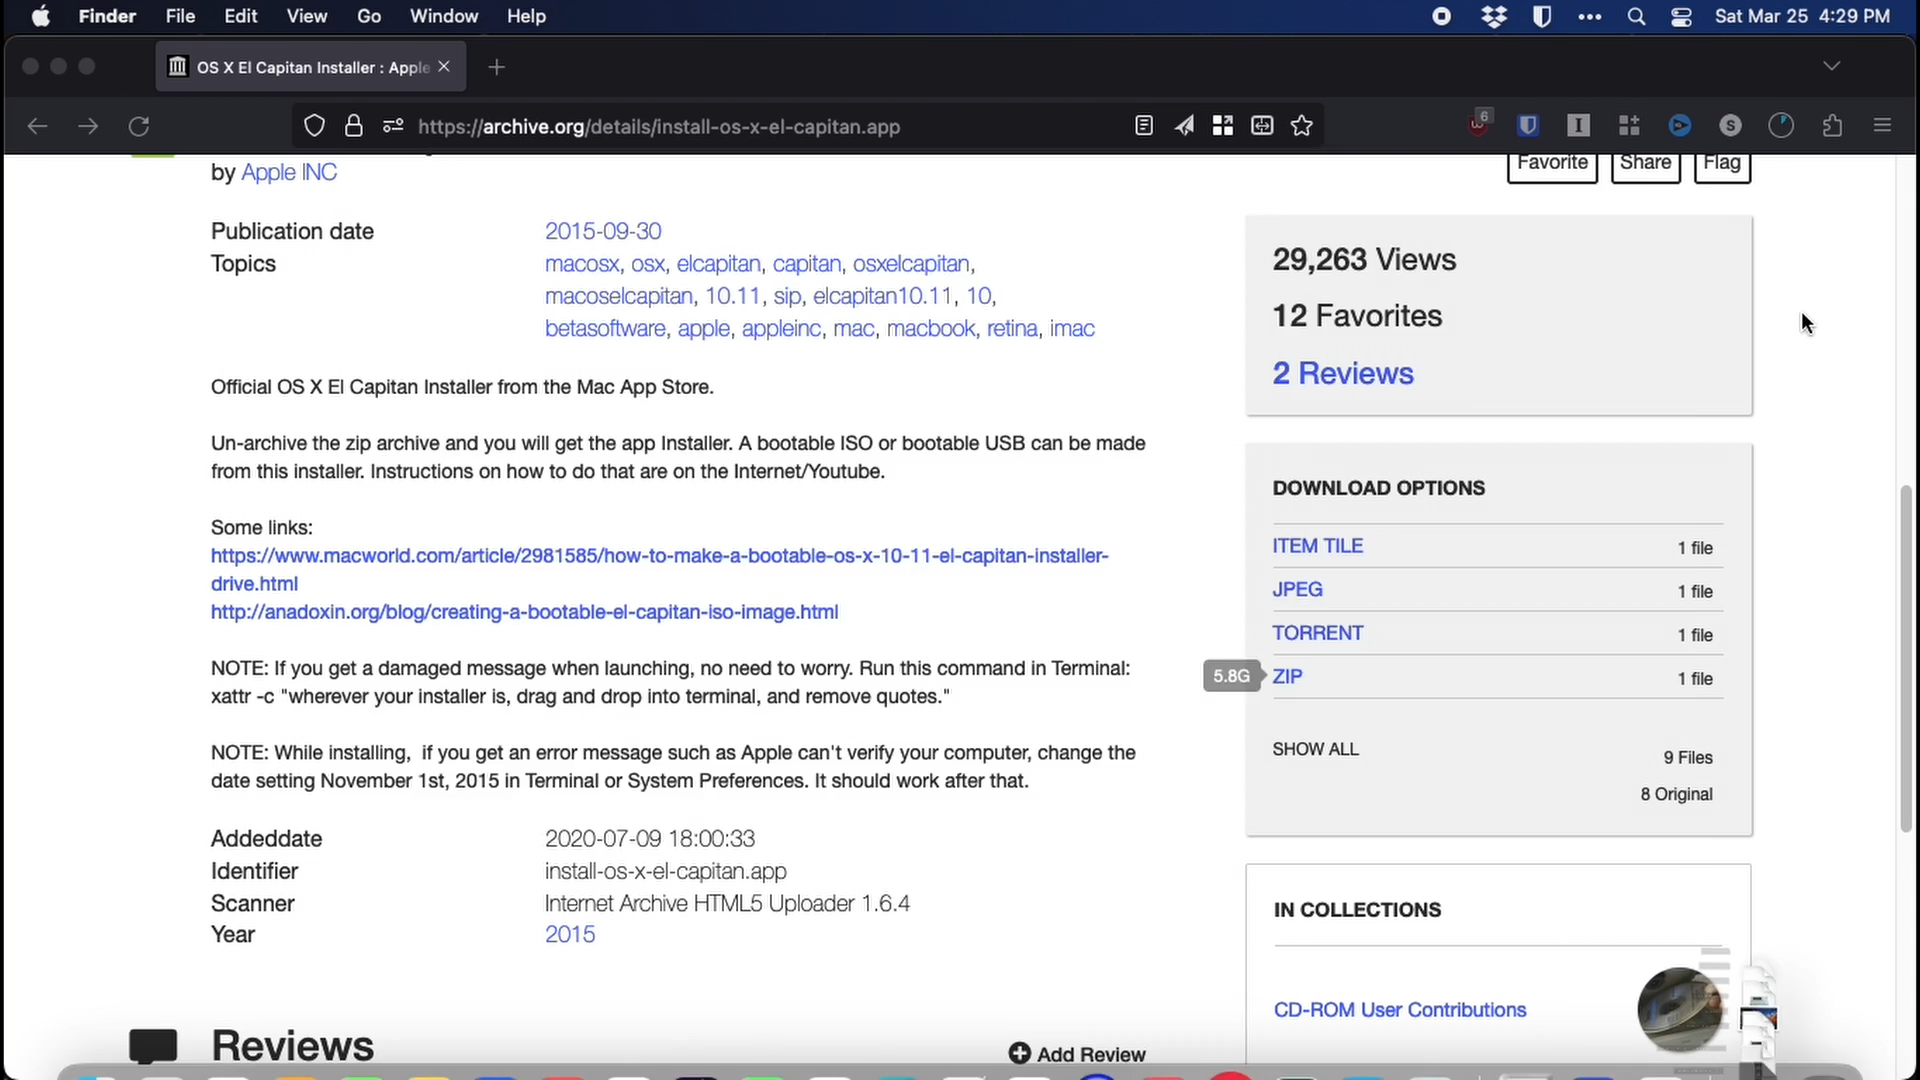 Finder File Edit View Go Window Help Sat Mar 25 4:29 PM
OS X El Capitan Installer : Apple
https://archive.org/details/install-os-x-el-capitan.app
6
by Apple INC
Favorite Share Flag
Publication date 2015-09-30
Topics macosx, osx, elcapitan, capitan, osxelcapitan,
macoselcapitan, 10.11, sip, elcapitan10.11, 10,
betasoftware, apple, appleinc, mac, macbook, retina, imac
Official OS X El Capitan Installer from the Mac App Store.
Un-archive the zip archive and you will get the app Installer. A bootable ISO or bootable USB can be made
from this installer. Instructions on how to do that are on the Internet/Youtube.
Some links:
https://www.macworld.com/article/2981585/how-to-make-a-bootable-os-x-10-11-el-capitan-installer-
drive.html
http://anadoxin.org/blog/creating-a-bootable-el-capitan-iso-image.html
NOTE: If you get a damaged message when launching, no need to worry. Run this command in Terminal:
xattr -c "wherever your installer is, drag and drop into terminal, and remove quotes."
NOTE: While installing,  if you get an error message such as Apple can't verify your computer, change the
date setting November 1st, 2015 in Terminal or System Preferences. It should work after that.
Addeddate 2020-07-09 18:00:33
Identifier install-os-x-el-capitan.app
Scanner Internet Archive HTML5 Uploader 1.6.4
Year 2015
Reviews
Add Review
29,263 Views
12 Favorites
2 Reviews
DOWNLOAD OPTIONS
ITEM TILE 1 file
JPEG 1 file
TORRENT 1 file
5.8G ZIP 1 file
SHOW ALL 9 Files
8 Original
IN COLLECTIONS
CD-ROM User Contributions